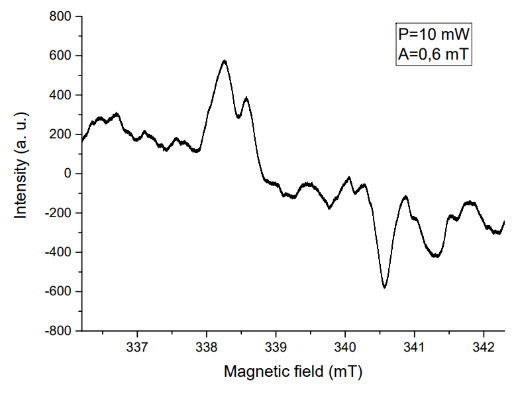 800
600
400
200
0
-200
-400
-600
-800
Intensity (a. u.)
P=10 mW
A=0,6 mT
337 338 339 340 341 342
Magnetic field (mT)